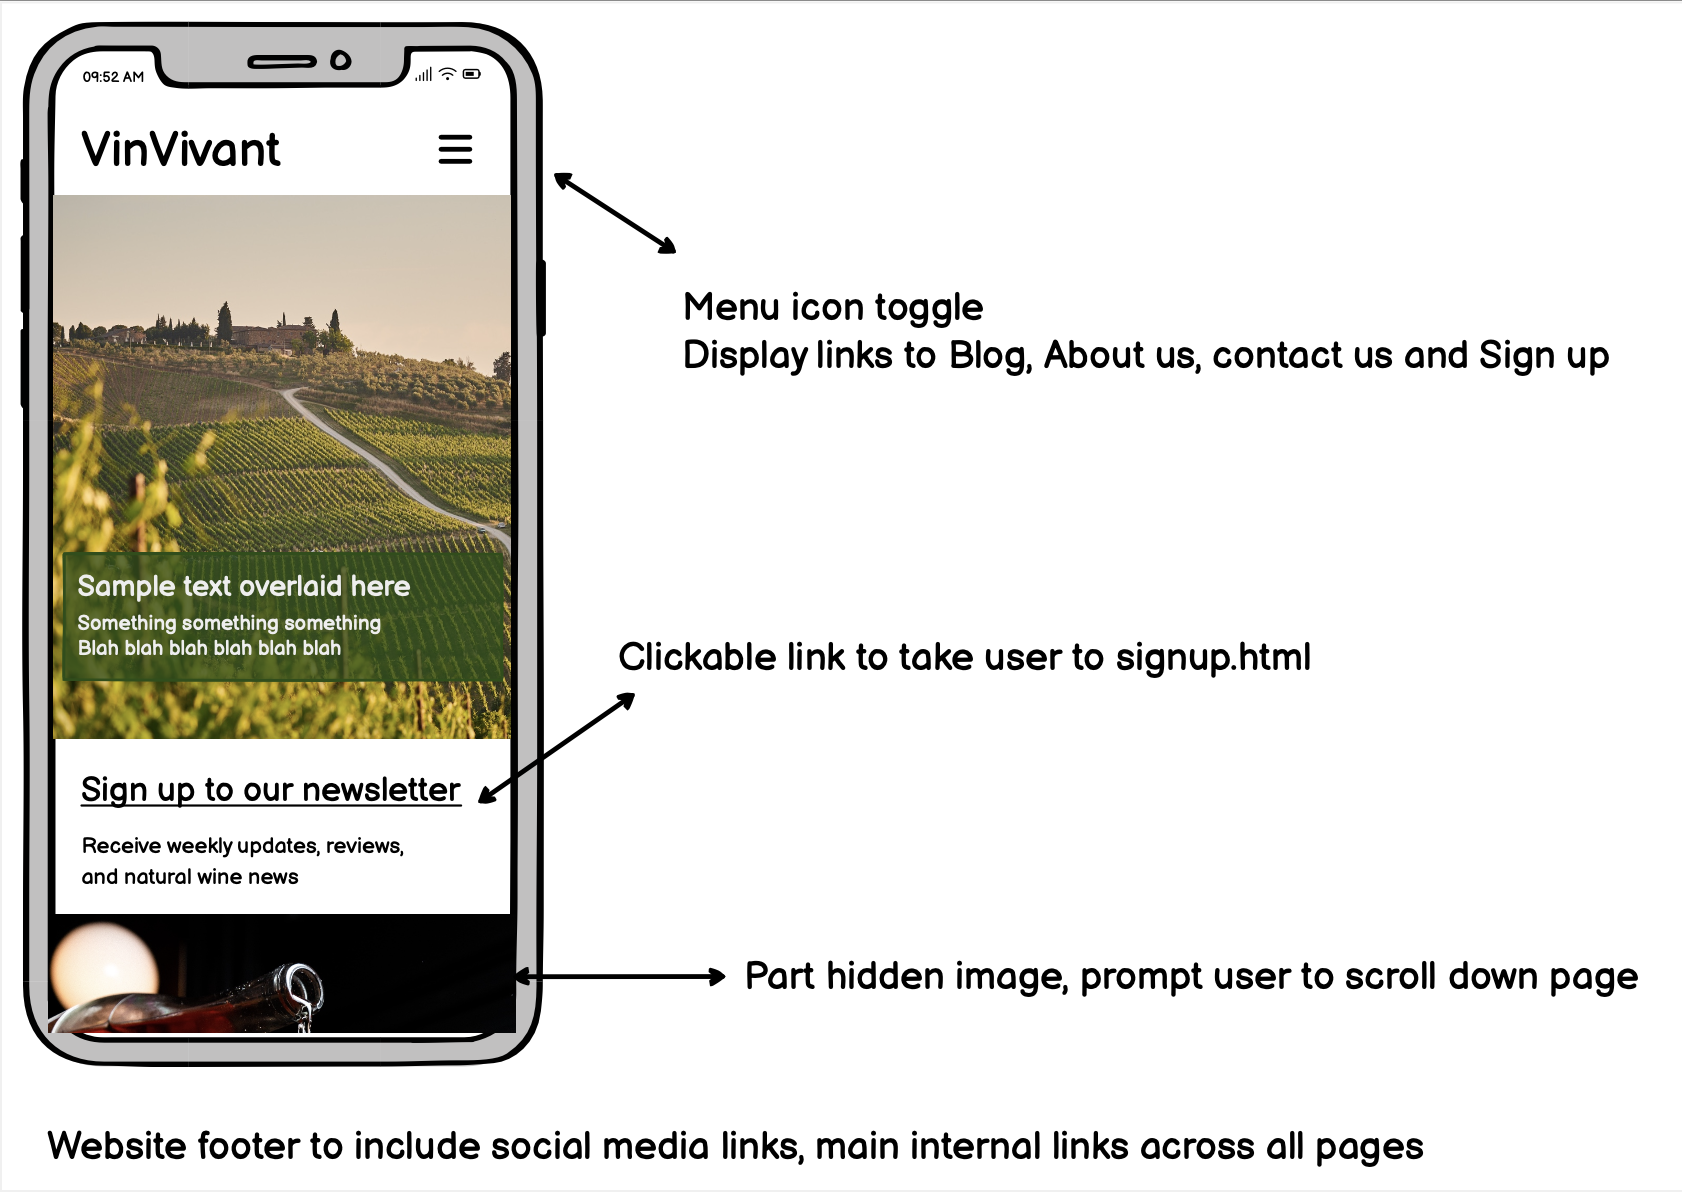 09:52 AM
VinVivant
Menu icon toggle
Display links to Blog, About us, contact us and Sign up
Sample text overlaid here
Something something something
Blah blah blah blah blah blah
Clickable link to take user to signup.html
Sign up to our newsletter
Receive weekly updates, reviews,
and natural wine news
Part hidden image, prompt user to scroll down page
Website footer to include social media links, main internal links across all pages